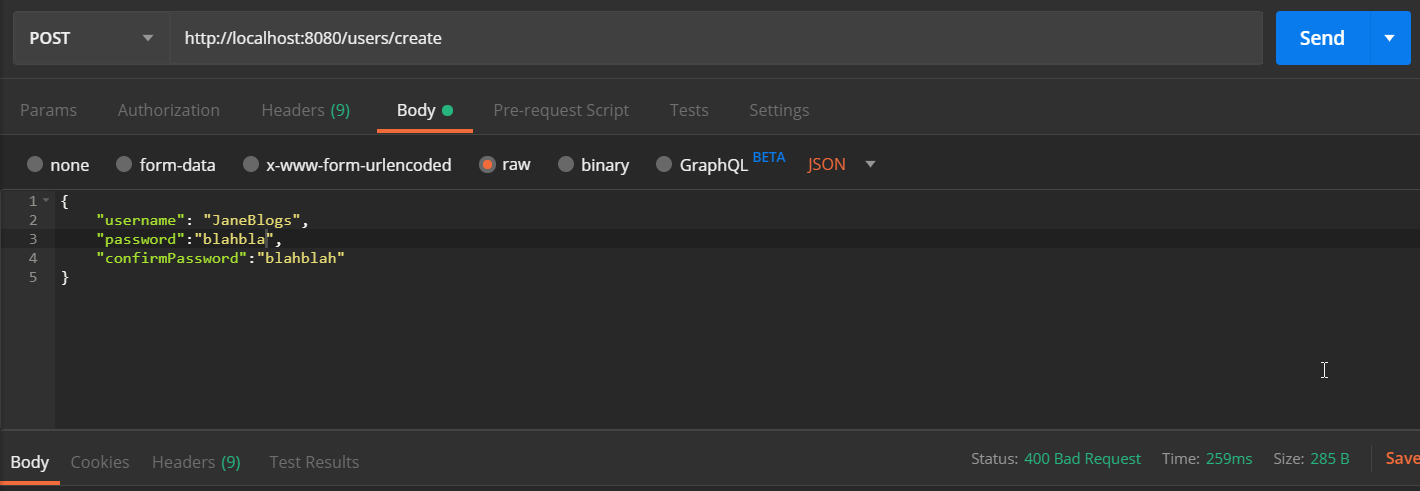 POST http://localhost:8080/users/create Send
Params Authorization Headers (9) Body Pre-request Script Tests Settings
none form-data x-www-form-urlencoded raw binary GraphQL BETA JSON
1 {
2 "username": "JaneBlogs",
3 "password":"blahbla",
4 "confirmPassword":"blahblah"
5 }
Body Cookies Headers (9) Test Results Status: 400 Bad Request Time: 259ms Size: 285 B Save